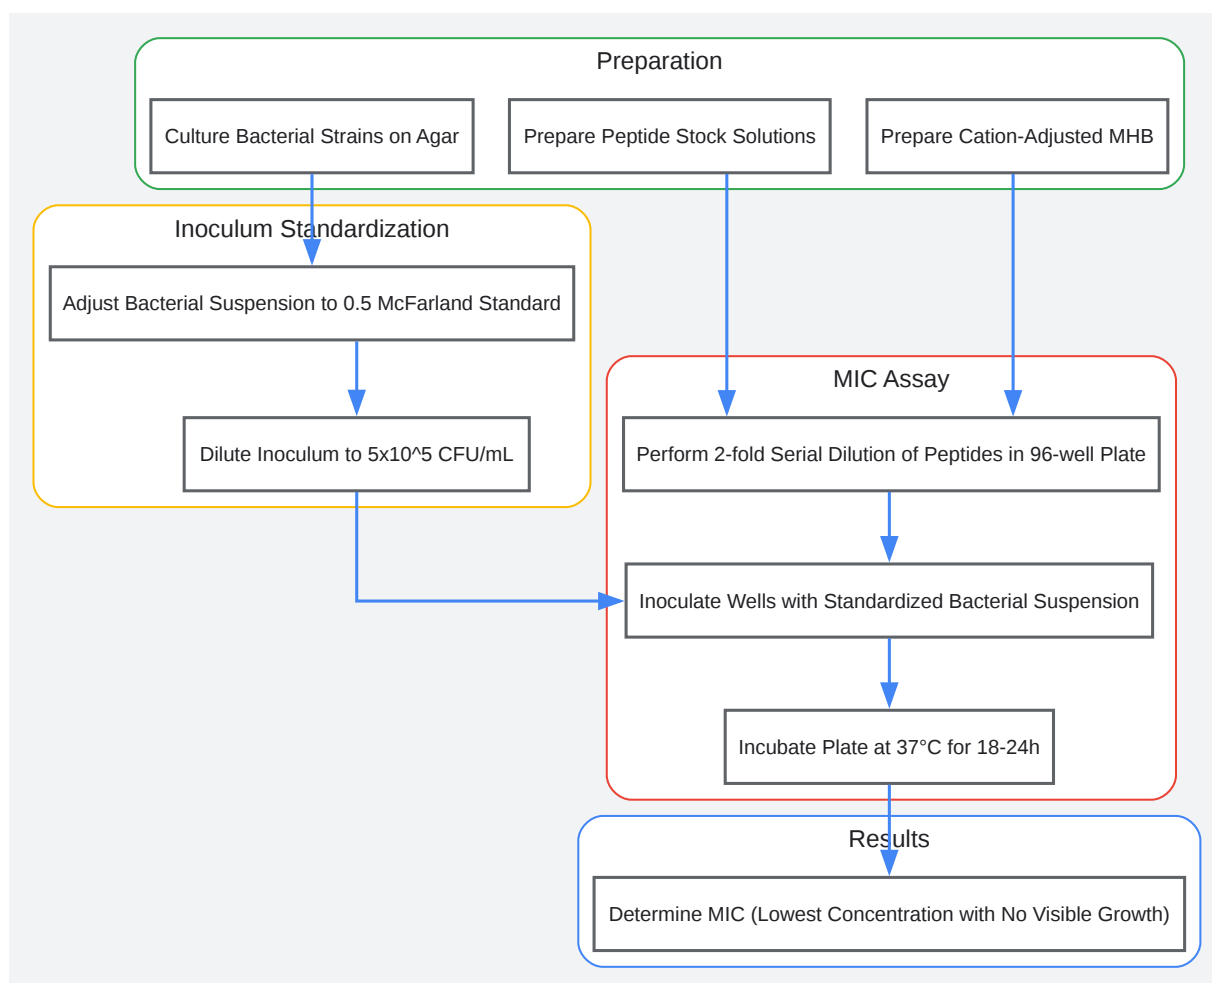 Preparation
Culture Bacterial Strains on Agar
Prepare Peptide Stock Solutions
Prepare Cation-Adjusted MHB
Inoculum Standardization
Adjust Bacterial Suspension to 0.5 McFarland Standard
Dilute Inoculum to 5x10^5 CFU/mL
MIC Assay
Perform 2-fold Serial Dilution of Peptides in 96-well Plate
Inoculate Wells with Standardized Bacterial Suspension
Incubate Plate at 37°C for 18-24h
Results
Determine MIC (Lowest Concentration with No Visible Growth)